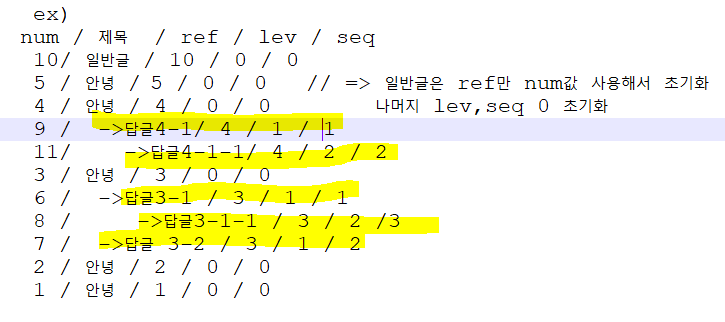 ex)
num / 제목 / ref / lev / seq
10/ 일반글 / 10 / 0 / 0
5 / 안녕 / 5 / 0 / 0 // => 일반글은 ref만 num값 사용해서 초기화
4 / 안녕 / 4 / 0 / 0 나머지 lev,seq 0 초기화
9 / ->답글4-1/ 4 / 1 / 1
11/ ->답글4-1-1/ 4 / 2 / 2
3 / 안녕 / 3 / 0 / 0
6 / ->답글3-1 / 3 / 1 / 1
8 / ->답글3-1-1 / 3 / 2 /3
7 / ->답글 3-2 / 3 / 1 / 2
2 / 안녕 / 2 / 0 / 0
1 / 안녕 / 1 / 0 / 0